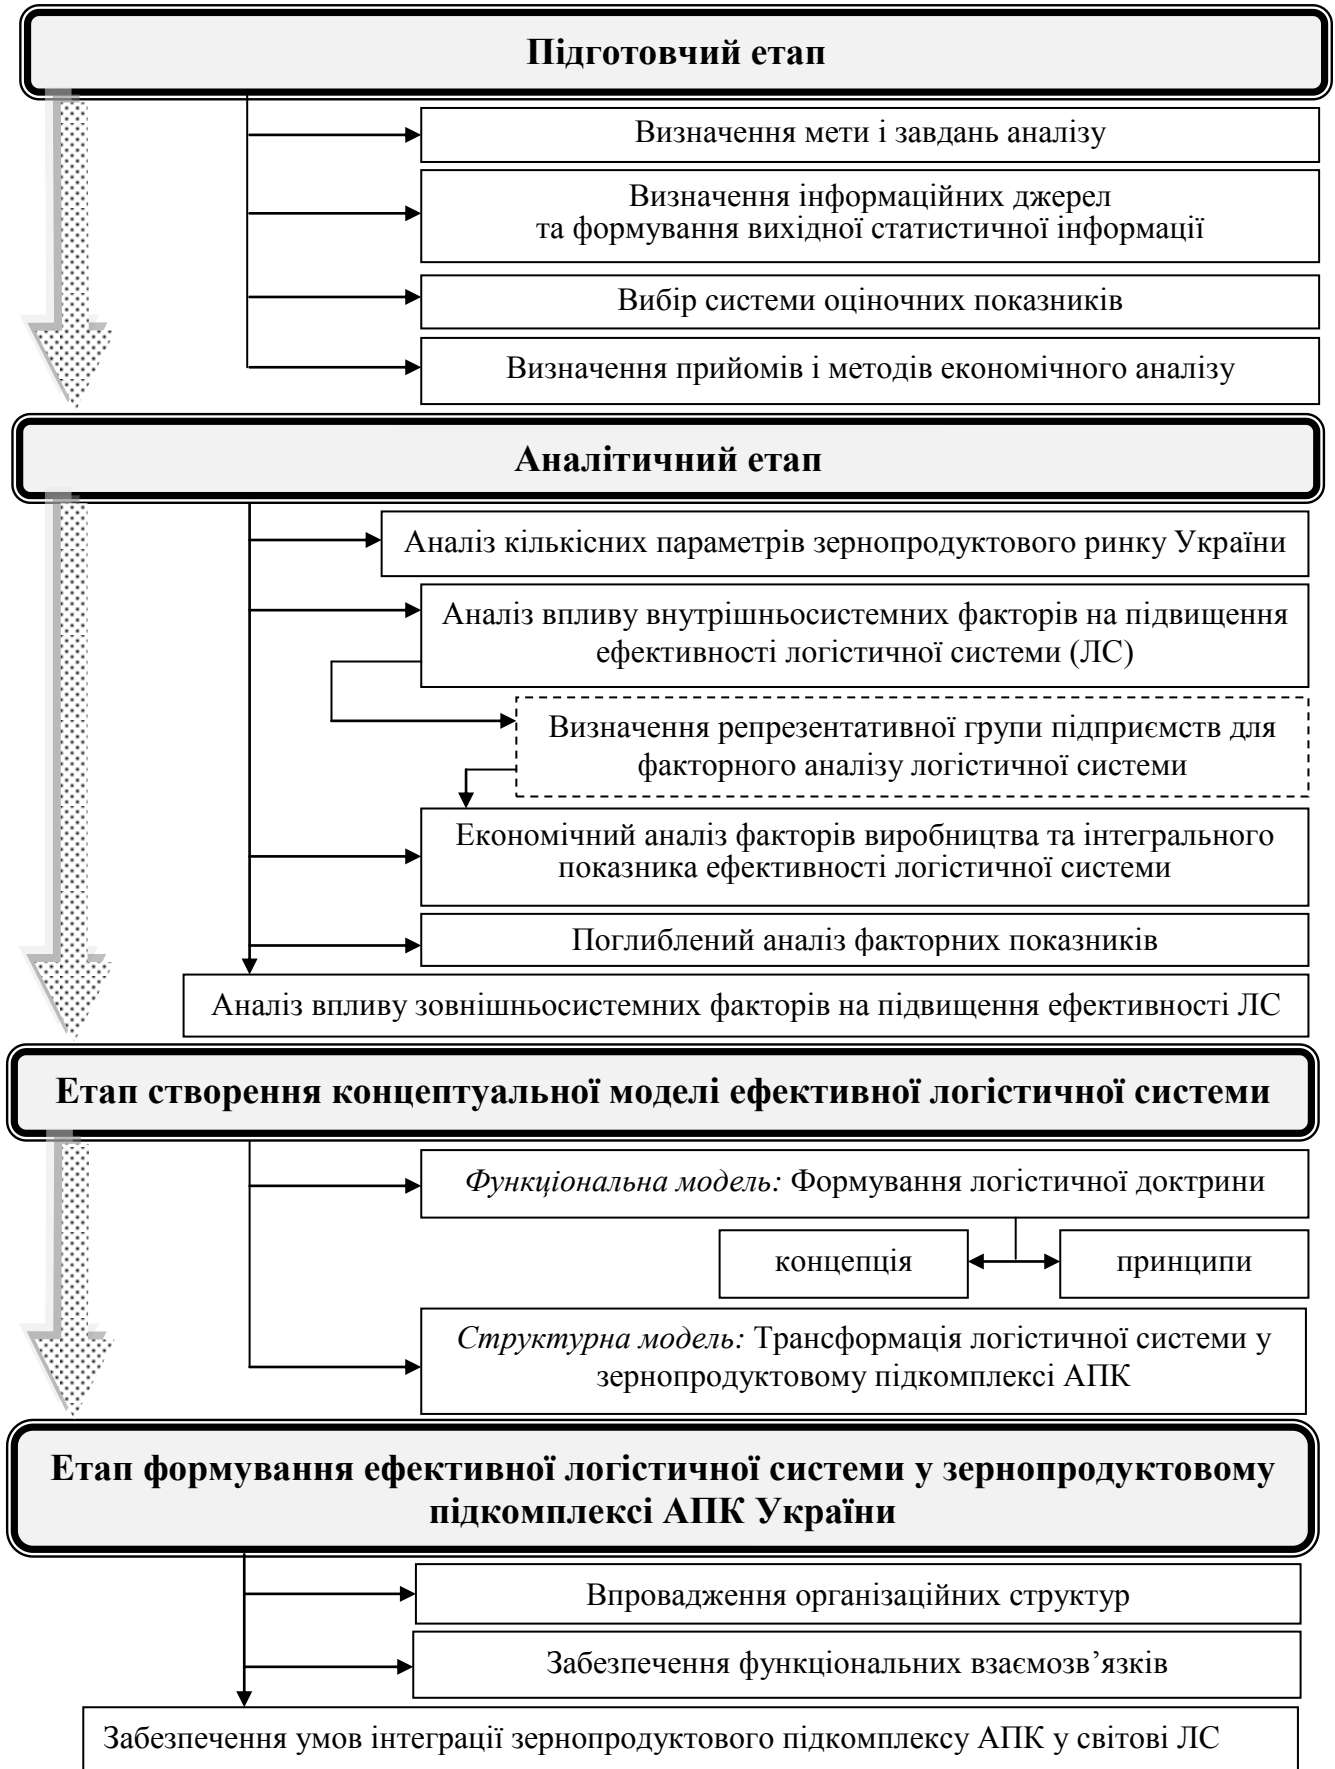 Підготовчий етап
Визначення мети і завдань аналізу
Визначення інформаційних джерел
та формування вихідної статистичної інформації
Вибір системи оціночних показників
Визначення прийомів і методів економічного аналізу
Аналітичний етап
Аналіз кількісних параметрів зернопродуктового ринку України
Аналіз впливу внутрішньосистемних факторів на підвищення
ефективності логістичної системи (ЛС)
Визначення репрезентативної групи підприємств для
факторного аналізу логістичної системи
Економічний аналіз факторів виробництва та інтегрального
показника ефективності логістичної системи
Поглиблений аналіз факторних показників
Аналіз впливу зовнішньосистемних факторів на підвищення ефективності ЛС
Етап створення концептуальної моделі ефективної логістичної системи
Функціональна модель: Формування логістичної доктрини
концепція
принципи
Структурна модель: Трансформація логістичної системи у
зернопродуктовому підкомплексі АПК
Етап формування ефективної логістичної системи у зернопродуктовому
підкомплексі АПК України
Впровадження організаційних структур
Забезпечення функціональних взаємозв’язків
Забезпечення умов інтеграції зернопродуктового підкомплексу АПК у світові ЛС